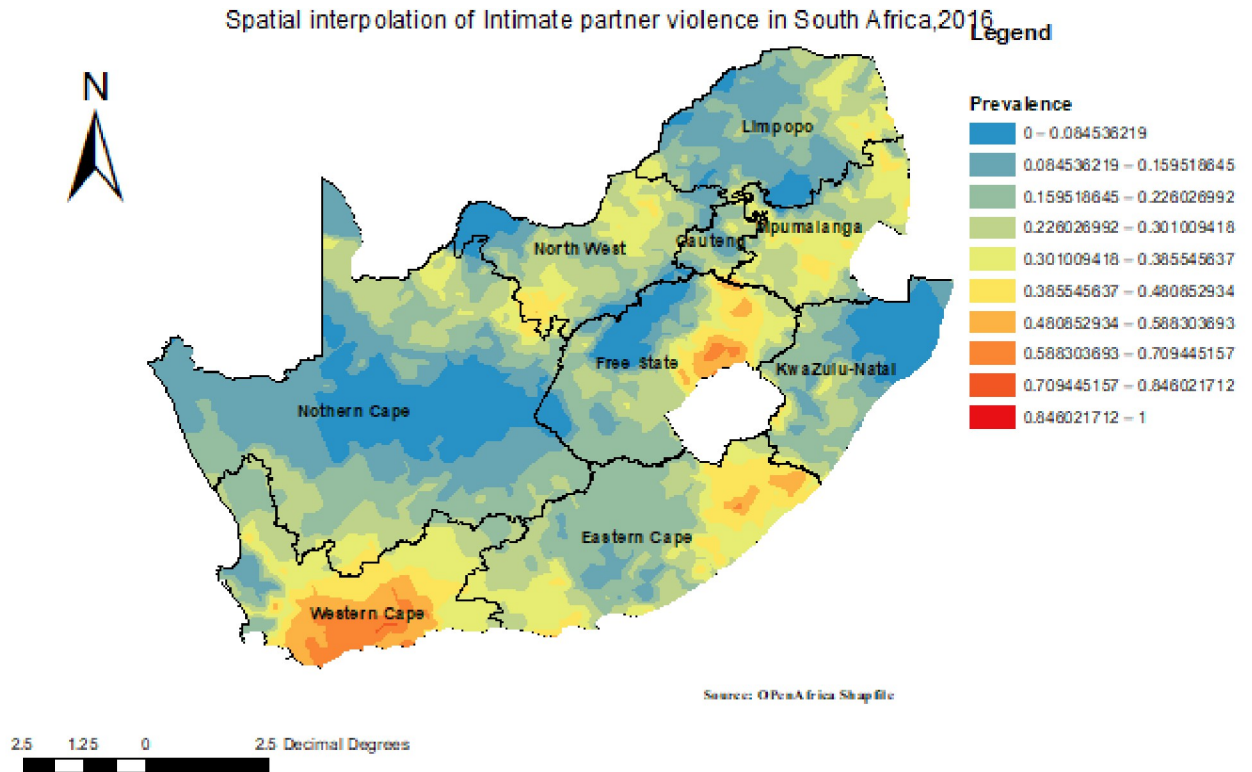 Spatial interpolation of Intimate partner violence in South Africa,2016
Legend
N
Prevalence
0 – 0.084536219
0.084536219 – 0.159518645
0.159518645 – 0.226026992
0.226026992 – 0.301009418
0.301009418 – 0.385545637
0.385545637 – 0.480852934
0.480852934 – 0.588303693
0.588303693 – 0.709445157
0.709445157 – 0.846021712
0.846021712 – 1
Limpopo
North West
Gauteng
Mpumalanga
Free State
KwaZulu-Natal
Nothern Cape
Eastern Cape
Western Cape
Source: OPenAfrica Shapfile
2.5 1.25 0 2.5 Decimal Degrees